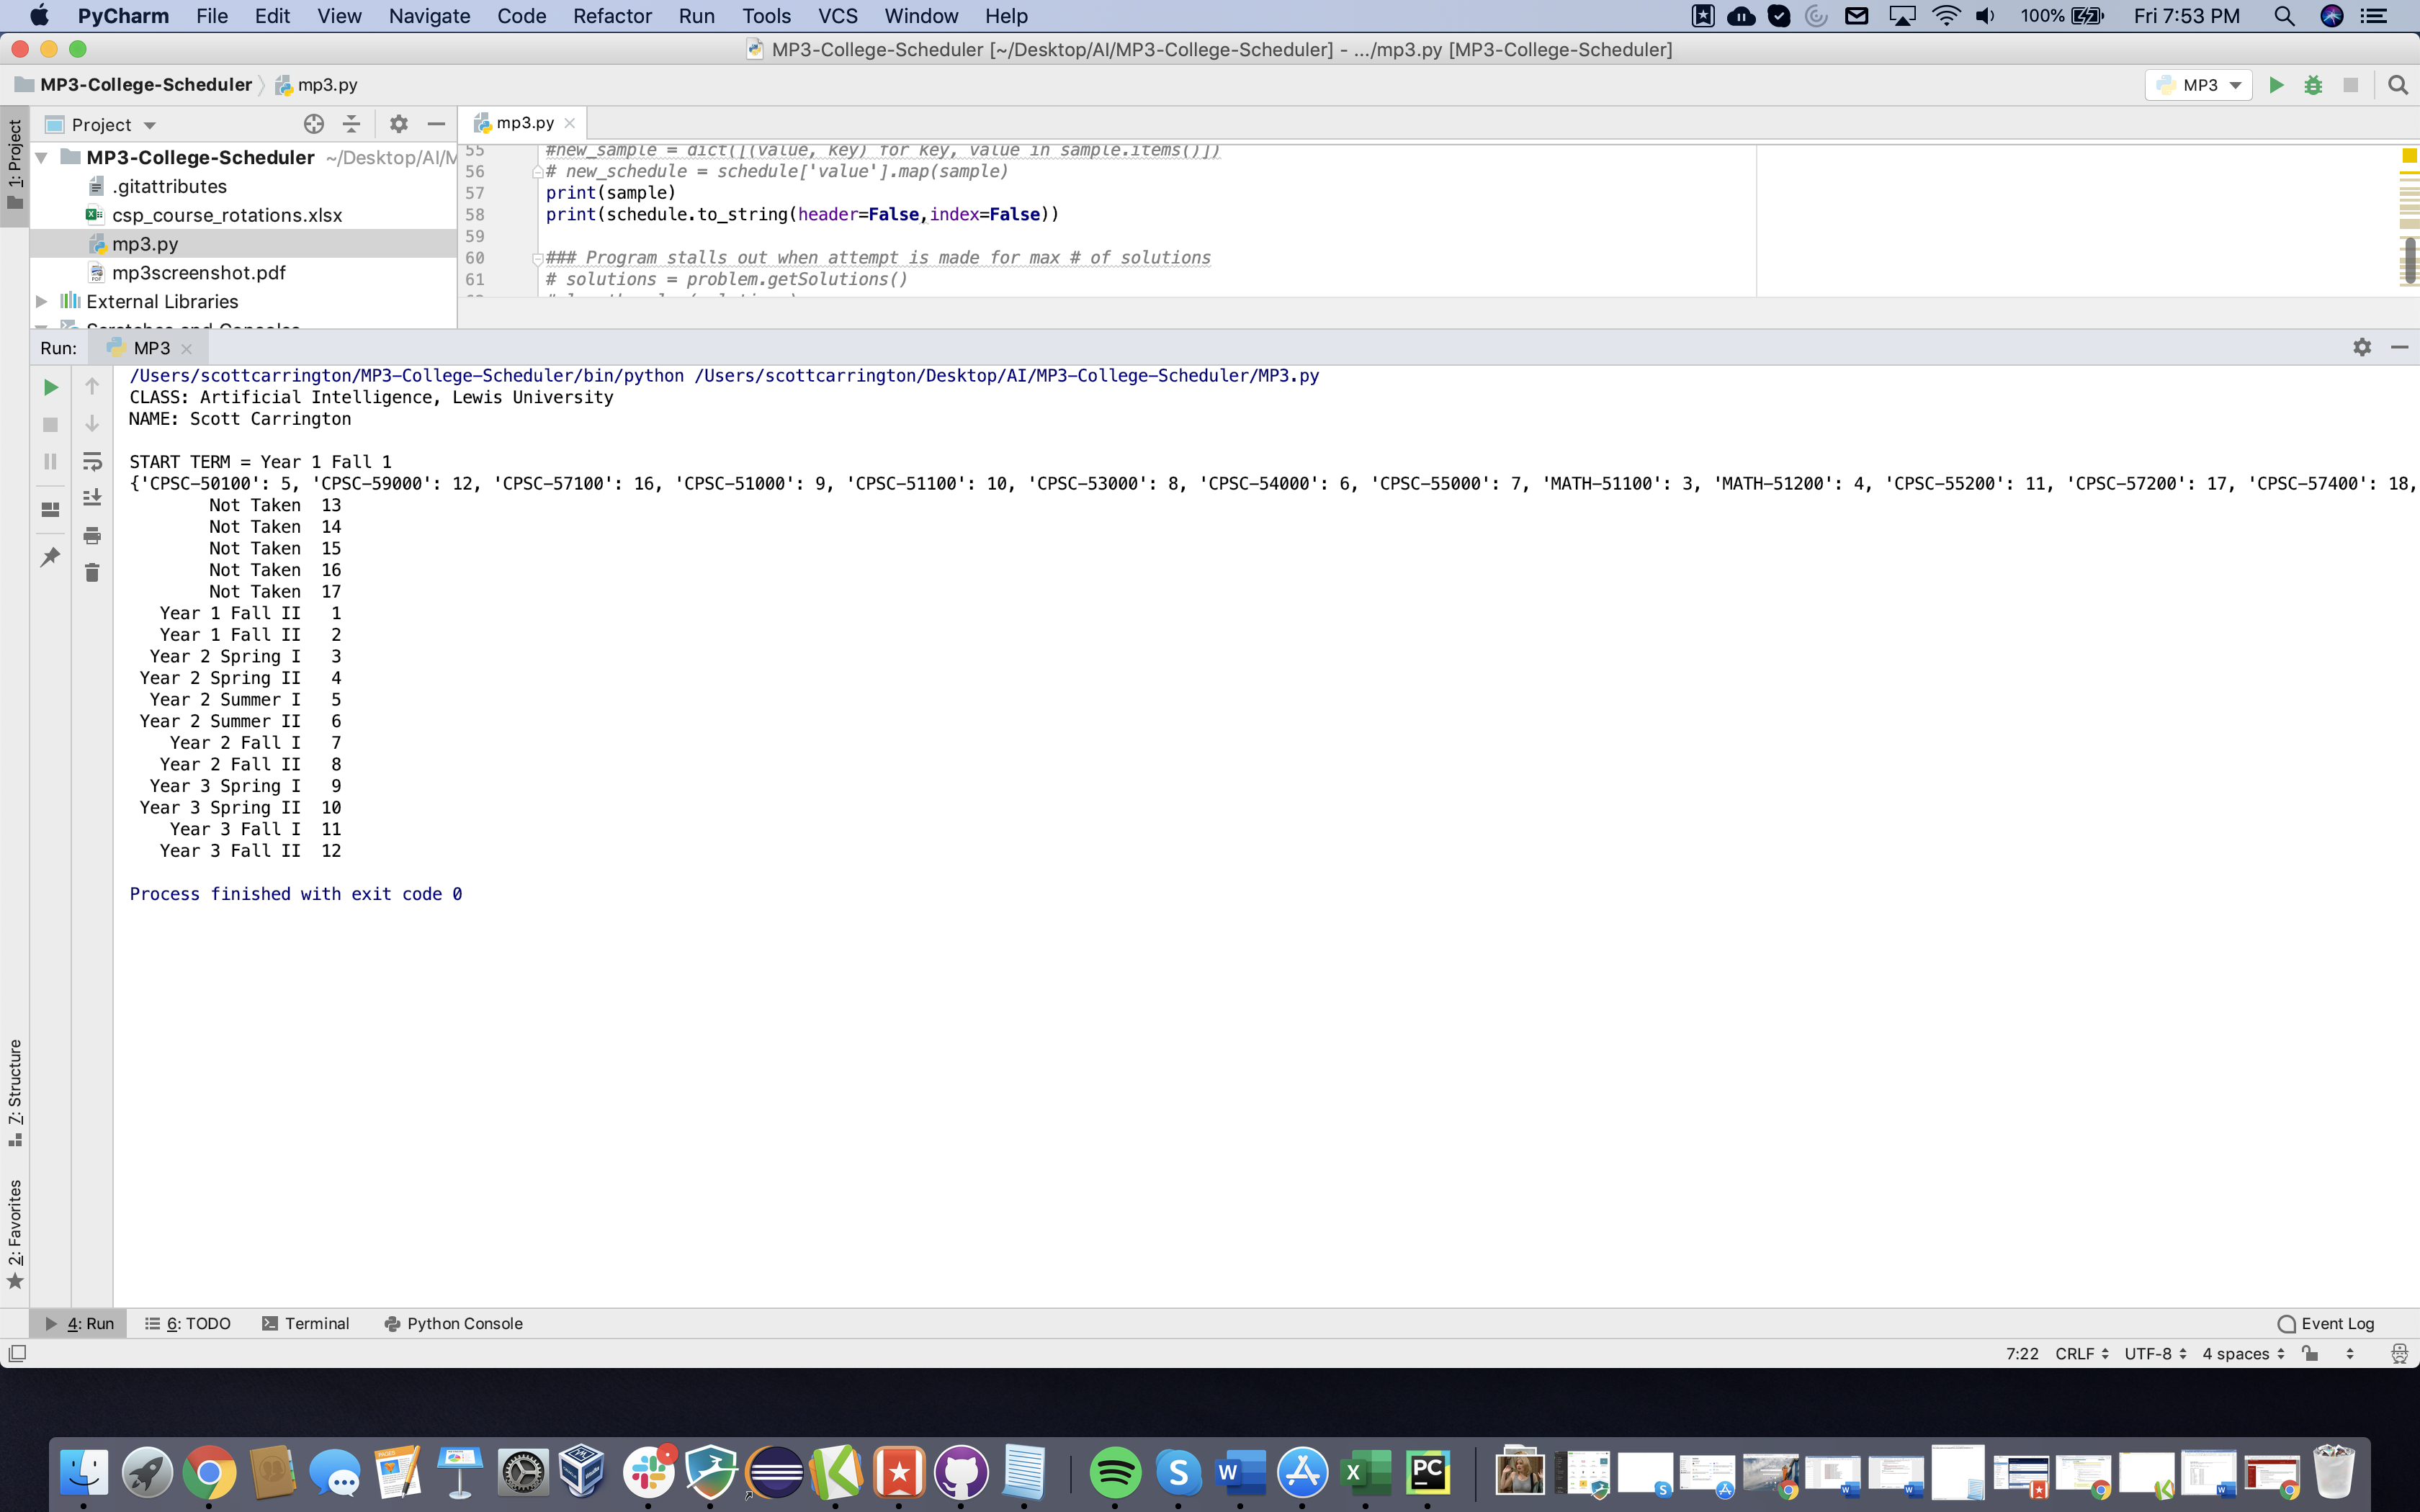 PyCharm File Edit View Navigate Code Refactor Run Tools VCS Window Help 100% Fri 7:53 PM
MP3-College-Scheduler [~/Desktop/AI/MP3-College-Scheduler] - .../mp3.py [MP3-College-Scheduler]
MP3-College-Scheduler mp3.py MP3
1: Project
Project
mp3.py
MP3-College-Scheduler ~/Desktop/AI/M
.gitattributes
csp_course_rotations.xlsx
mp3.py
mp3screenshot.pdf
External Libraries
Scratches and Consoles
55 #new_sample = dict([(value, key) for key, value in sample.items()])
56 # new_schedule = schedule['value'].map(sample)
57 print(sample)
58 print(schedule.to_string(header=False,index=False))
59
60 ### Program stalls out when attempt is made for max # of solutions
61 # solutions = problem.getSolutions()
Run: MP3
/Users/scottcarrington/MP3-College-Scheduler/bin/python /Users/scottcarrington/Desktop/AI/MP3-College-Scheduler/MP3.py
CLASS: Artificial Intelligence, Lewis University
NAME: Scott Carrington
START TERM = Year 1 Fall 1
{'CPSC-50100': 5, 'CPSC-59000': 12, 'CPSC-57100': 16, 'CPSC-51000': 9, 'CPSC-51100': 10, 'CPSC-53000': 8, 'CPSC-54000': 6, 'CPSC-55000': 7, 'MATH-51100': 3, 'MATH-51200': 4, 'CPSC-55200': 11, 'CPSC-57200': 17, 'CPSC-57400': 18,
Not Taken 13
Not Taken 14
Not Taken 15
Not Taken 16
Not Taken 17
Year 1 Fall II 1
Year 1 Fall II 2
Year 2 Spring I 3
Year 2 Spring II 4
Year 2 Summer I 5
Year 2 Summer II 6
Year 2 Fall I 7
Year 2 Fall II 8
Year 3 Spring I 9
Year 3 Spring II 10
Year 3 Fall I 11
Year 3 Fall II 12
Process finished with exit code 0
7: Structure
2: Favorites
4: Run 6: TODO Terminal Python Console Event Log
7:22 CRLF UTF-8 4 spaces
S W X PC